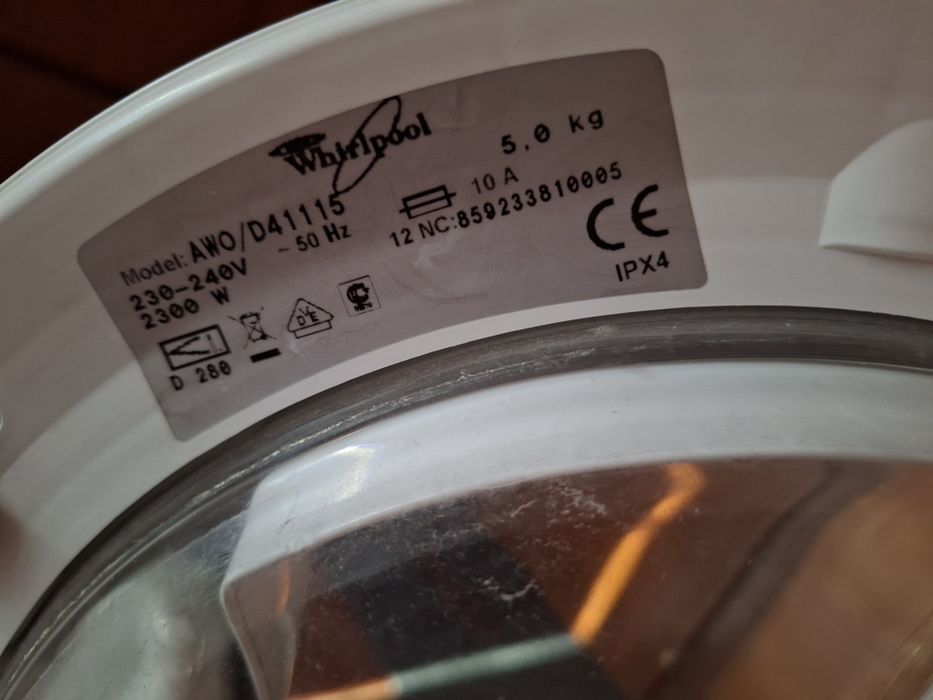 Whirlpool
5,0 kg
Model: AWO/D41115
230-240V ~ 50 Hz
10 A
2300 W
12 NC:859233810005
CE
IPX4
DVE
D 280